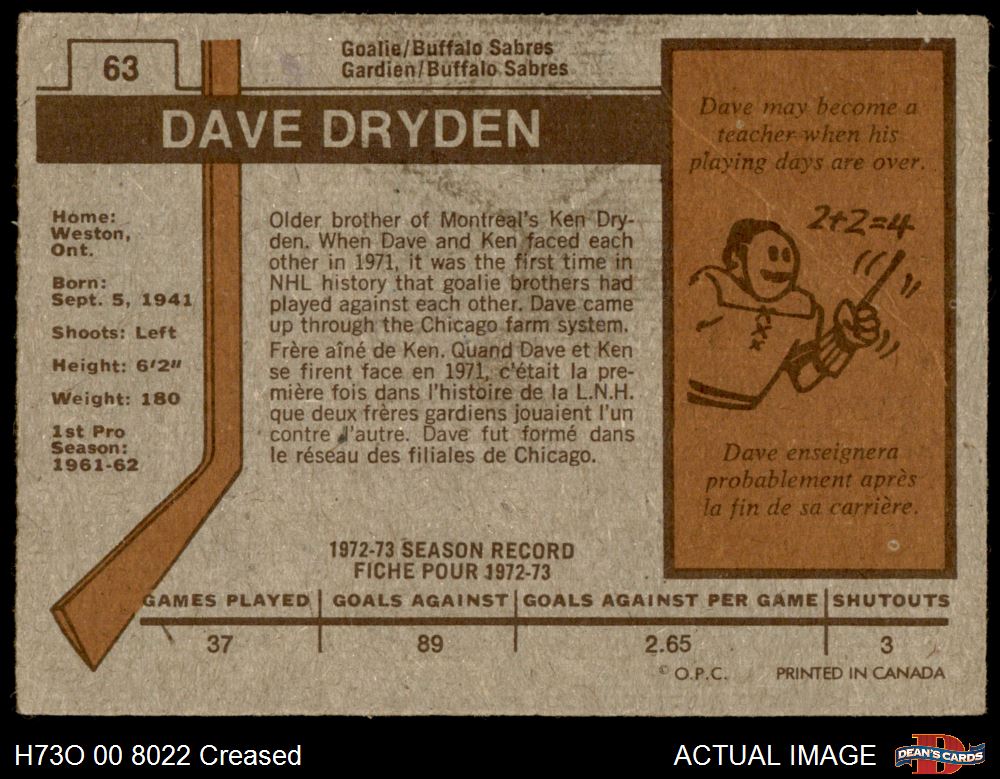 63
Goalie/Buffalo Sabres
Gardien/Buffalo Sabres
DAVE DRYDEN
Home:
Weston,
Ont.
Born:
Sept. 5, 1941
Shoots: Left
Height: 6'2"
Weight: 180
1st Pro
Season:
1961-62
Older brother of Montreal's Ken Dry-
den. When Dave and Ken faced each
other in 1971, it was the first time in
NHL history that goalie brothers had
played against each other. Dave came
up through the Chicago farm system.
Frère aîné de Ken. Quand Dave et Ken
se firent face en 1971, c'était la pre-
mière fois dans l'histoire de la L.N.H.
que deux frères gardiens jouaient l'un
contre l'autre. Dave fut formé dans
le réseau des filiales de Chicago.
Dave may become a
teacher when his
playing days are over.
2+2=4
Dave enseignera
probablement après
la fin de sa carrière.
1972-73 SEASON RECORD
FICHE POUR 1972-73
GAMES PLAYED GOALS AGAINST GOALS AGAINST PER GAME SHUTOUTS
37 89 2.65 3
© O.P.C. PRINTED IN CANADA
H73O 00 8022 Creased
ACTUAL IMAGE
DEAN'S CARDS